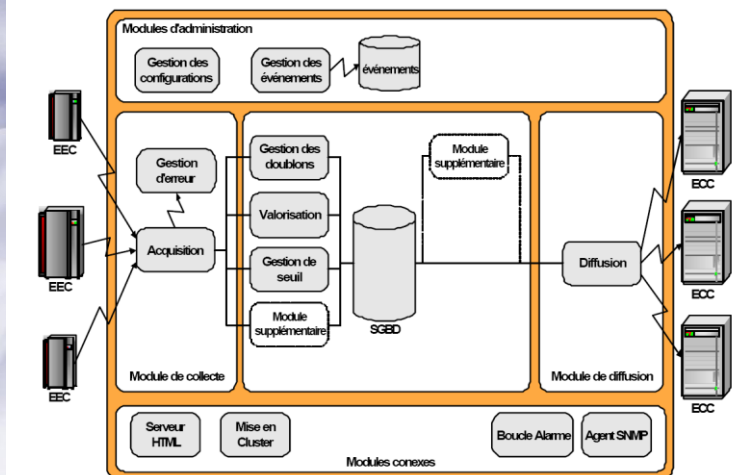 Modules d'administration
Gestion des
configurations
Gestion des
événements
événements
EEC
EEC
EEC
Gestion
d'erreur
Acquisition
Module de collecte
Gestion des
doublons
Valorisation
Gestion de
seuil
Module
supplémentaire
SGBD
Module
supplémentaire
Diffusion
Module de diffusion
ECC
ECC
ECC
Serveur
HTML
Mise en
Cluster
Boucle Alarme
Agent SNMP
Modules conexes